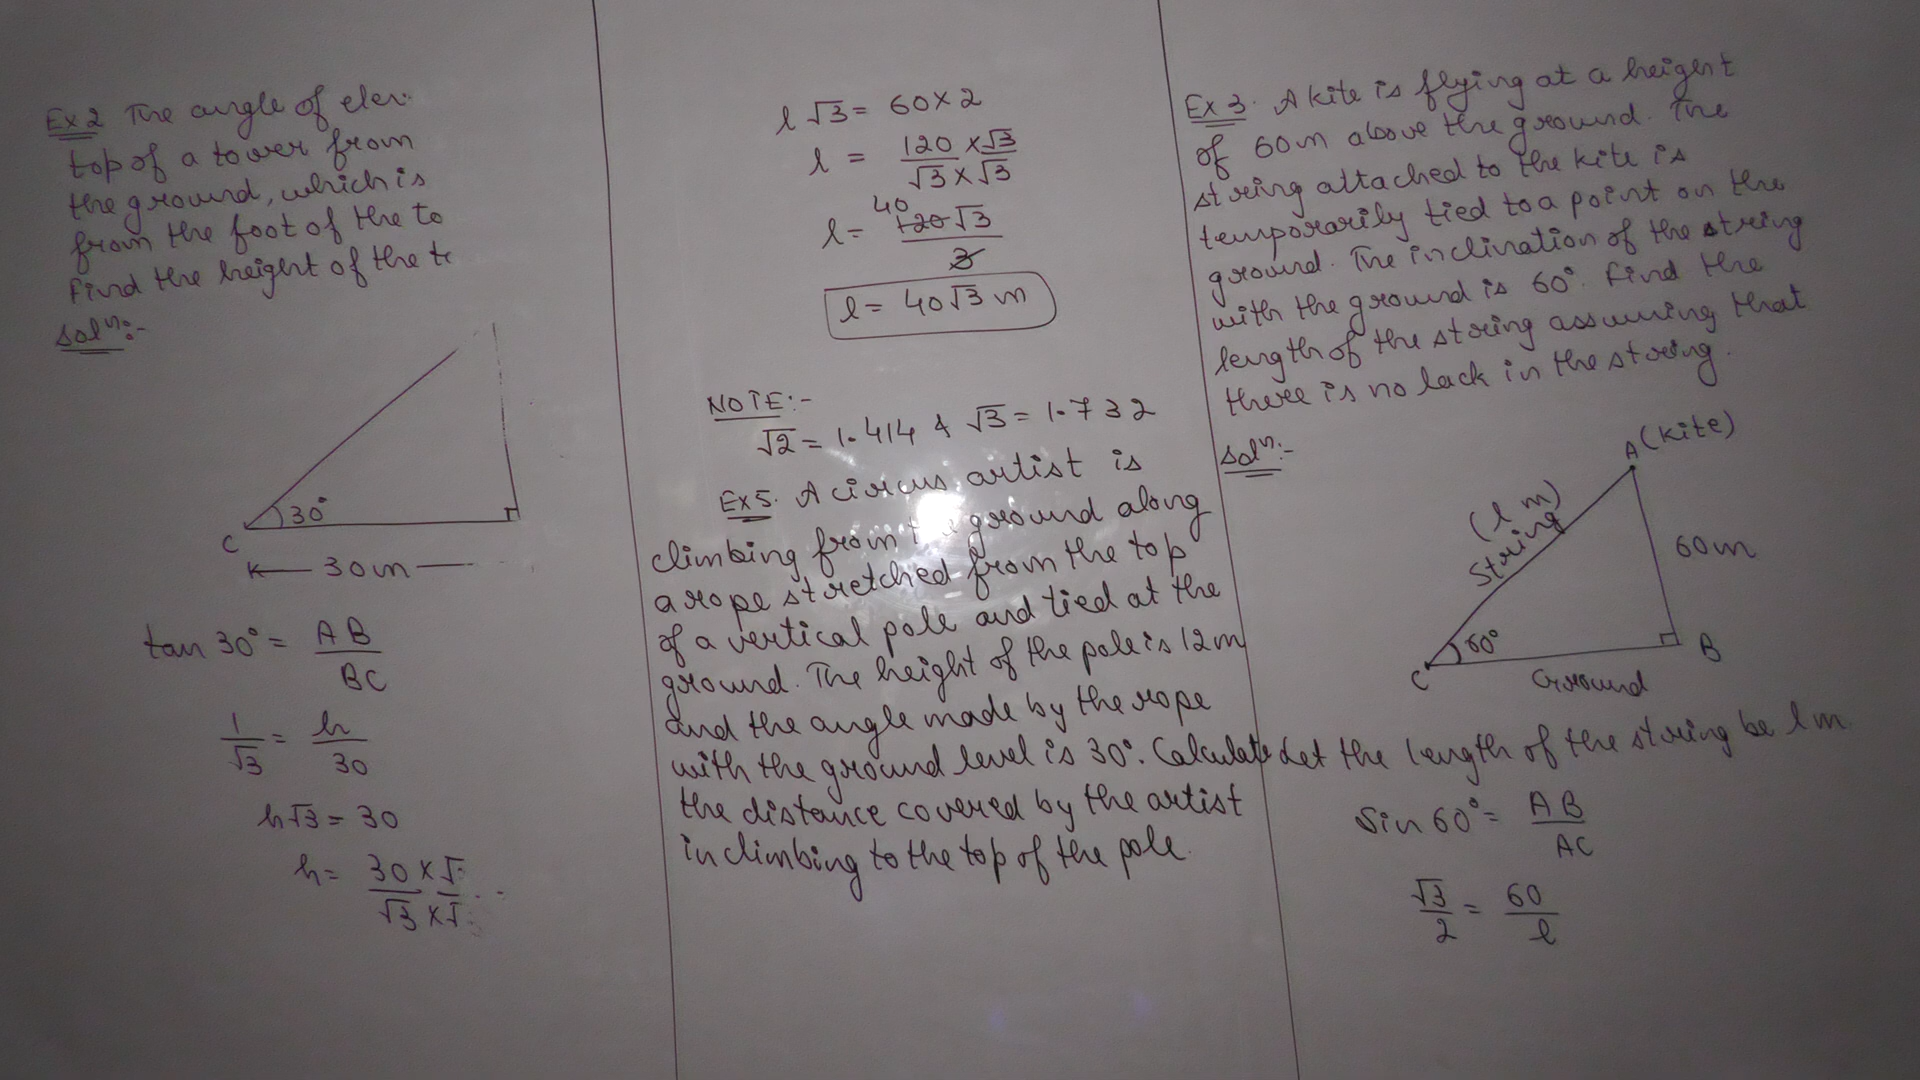 Ex 2 The angle of elev.
top of a tower from
the ground, which is
from the foot of the to
Find the height of the t
Solⁿ:-
30°
C
30m
tan 30° = AB/BC
1/√3 = h/30
h√3 = 30
h = 30 × √/√3 × √
l√3 = 60×2
l = 120 × √3/√3 × √3
40
l = 120√3/3
l = 40√3 m
NOTE:-
√2 = 1.414 & √3 = 1.732
Ex 5. A circus artist is
climbing from the ground along
a rope stretched from the top
of a vertical pole and tied at the
ground. The height of the pole is 12m
and the angle made by the rope
with the ground level is 30°. Calculate
the distance covered by the artist
in climbing to the top of the pole.
Ex 3. A kite is flying at a height
of 60m above the ground. The
string attached to the kite is
temporarily tied to a point on the
ground. The inclination of the string
with the ground is 60°. Find the
length of the string assuming that
there is no lack in the string.
Solⁿ:-
A (kite)
(l m)
String
60m
60°
C
B
Ground
Let the length of the string be l m.
Sin 60° = AB/AC
√3/2 = 60/l